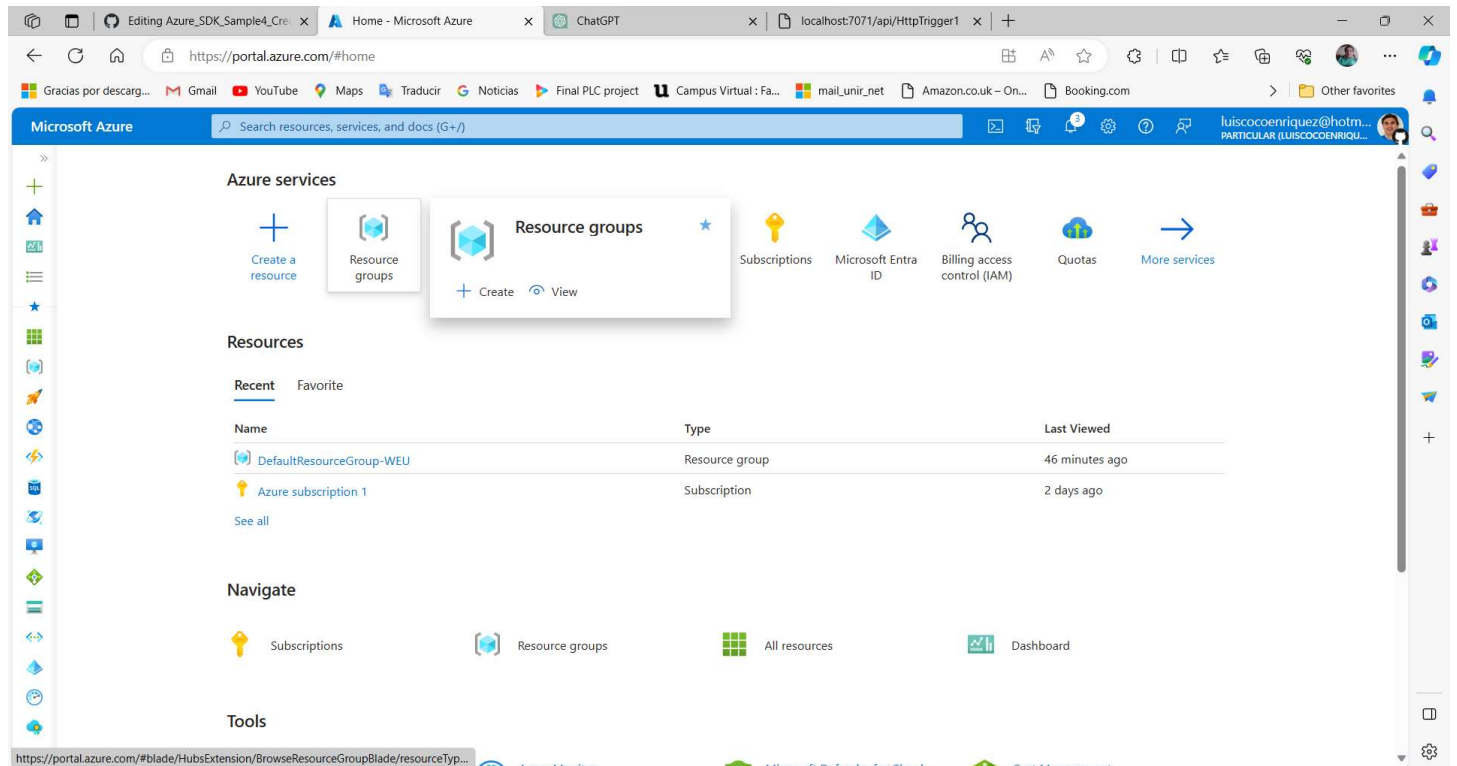 Editing Azure_SDK_Sample4_Cre
Home - Microsoft Azure
ChatGPT
localhost:7071/api/HttpTrigger1
https://portal.azure.com/#home
Gracias por descarg...
Gmail
YouTube
Maps
Traducir
Noticias
Final PLC project
Campus Virtual : Fa...
mail_unir_net
Amazon.co.uk – On...
Booking.com
Other favorites
Microsoft Azure
Search resources, services, and docs (G+/)
3
luiscocoenriquez@hotm...
PARTICULAR (LUISCOCOENRIQU...
Azure services
Create a
resource
Resource
groups
Resource groups
Create
View
Subscriptions
Microsoft Entra
ID
Billing access
control (IAM)
Quotas
More services
Resources
Recent
Favorite
Name
Type
Last Viewed
DefaultResourceGroup-WEU
Resource group
46 minutes ago
Azure subscription 1
Subscription
2 days ago
See all
Navigate
Subscriptions
Resource groups
All resources
Dashboard
Tools
https://portal.azure.com/#blade/HubsExtension/BrowseResourceGroupBlade/resourceTyp...